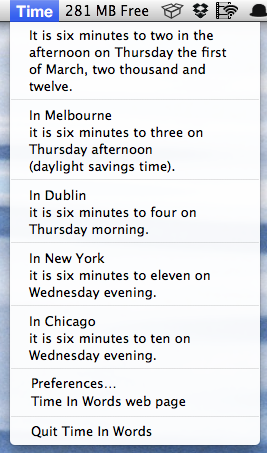 Time 281 MB Free
It is six minutes to two in the
afternoon on Thursday the first
of March, two thousand and
twelve.
In Melbourne
it is six minutes to three on
Thursday afternoon
(daylight savings time).
In Dublin
it is six minutes to four on
Thursday morning.
In New York
it is six minutes to eleven on
Wednesday evening.
In Chicago
it is six minutes to ten on
Wednesday evening.
Preferences...
Time In Words web page
Quit Time In Words